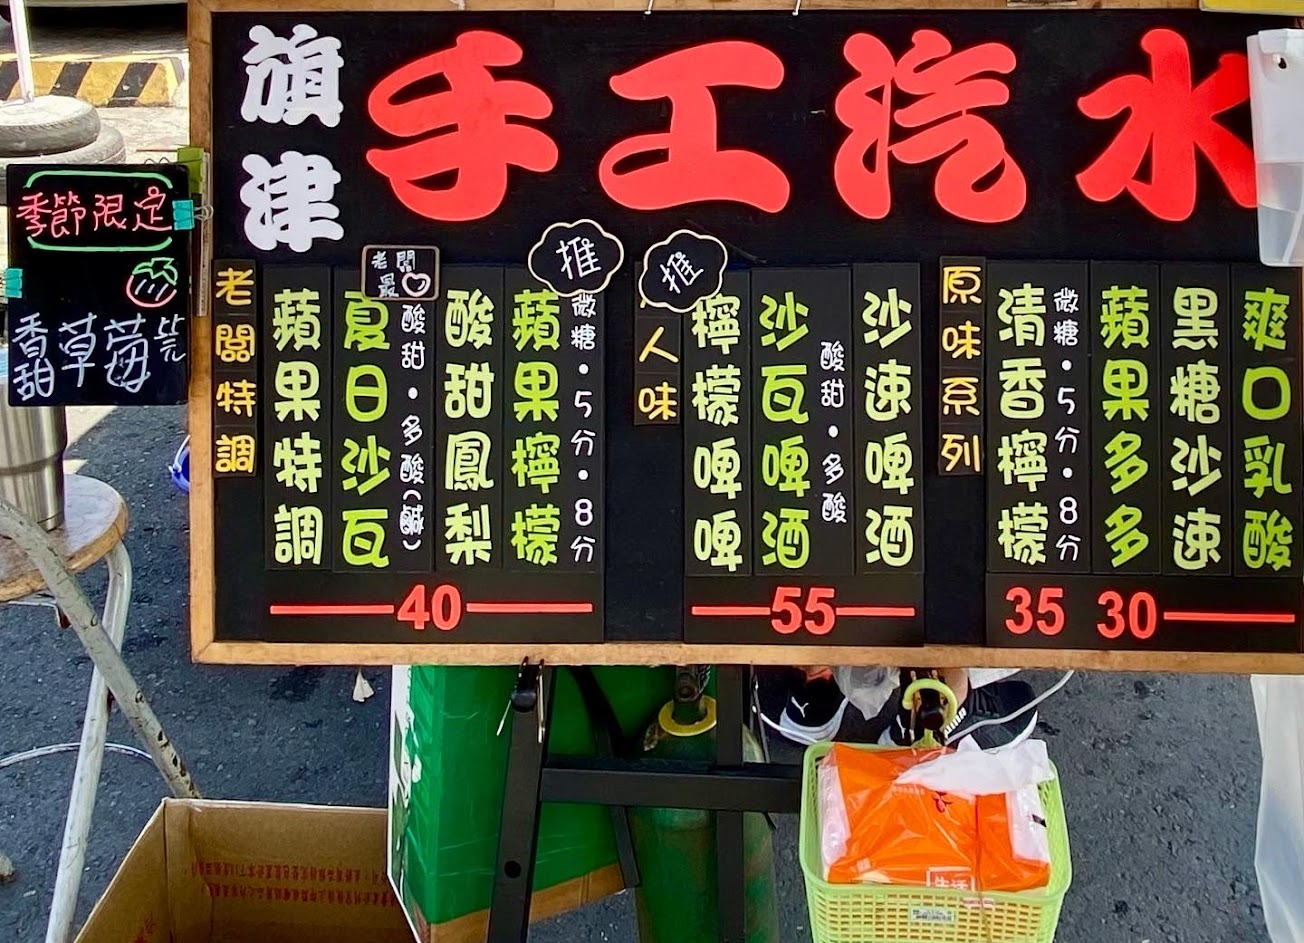 旗津
手工汽水
季節限定
香甜草莓
老闆特調
蘋果特調
老闆最
夏日沙瓦
酸甜・多酸(鹹)
酸甜鳳梨
推
蘋果檸檬
微糖・5分・8分
40
人味
推
檸檬啤啤
沙瓦啤酒
酸甜・多酸
沙速啤酒
55
原味系列
清香檸檬
微糖・5分・8分
35
蘋果多多
黑糖沙速
爽口乳酸
30
生活